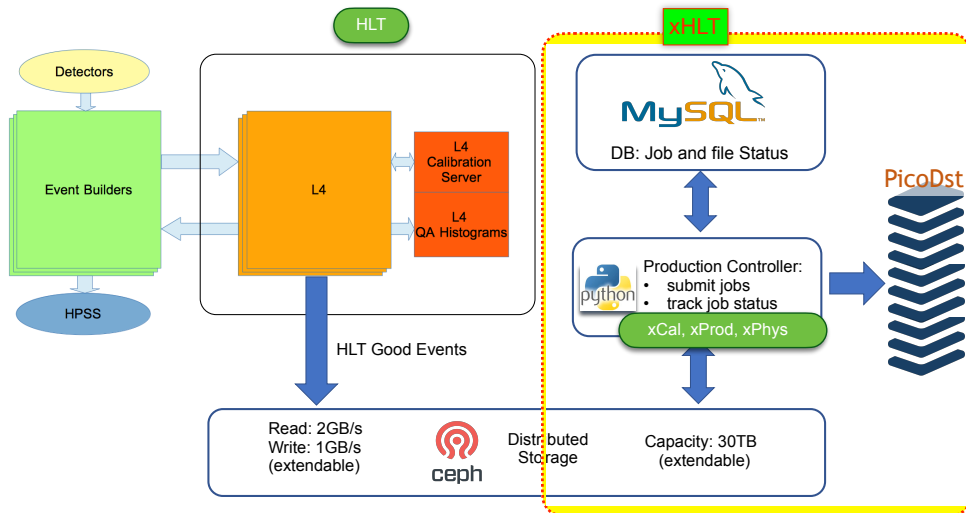 HLT
xHLT
Detectors
Event Builders
HPSS
L4
L4
Calibration
Server
L4
QA Histograms
HLT Good Events
MySQL™
DB: Job and file Status
python
Production Controller:
• submit jobs
• track job status
xCal, xProd, xPhys
PicoDst
Read: 2GB/s
Write: 1GB/s
(extendable)
ceph
Distributed
Storage
Capacity: 30TB
(extendable)